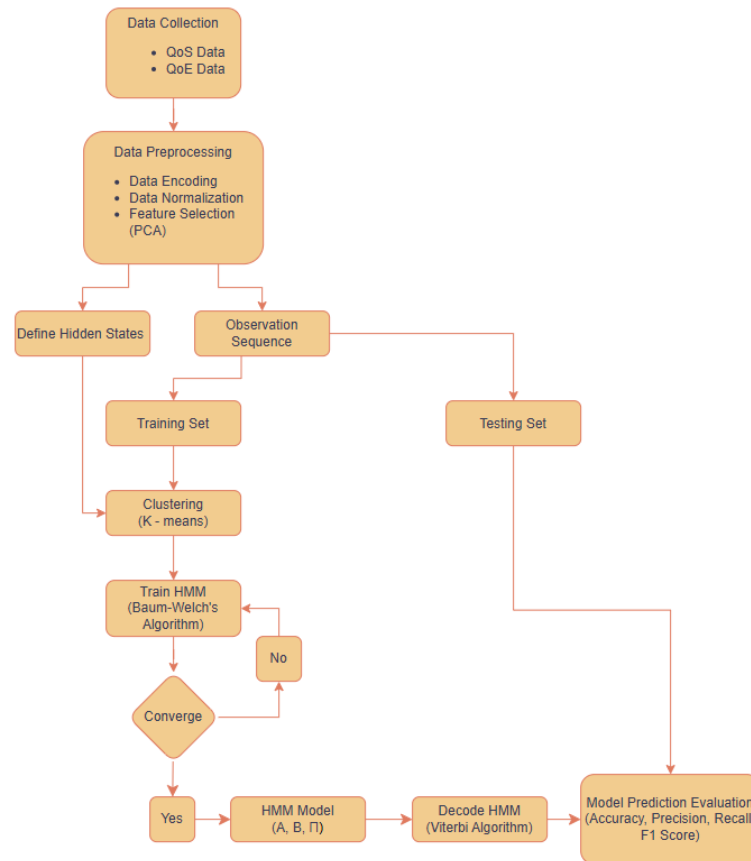 Data Collection
• QoS Data
• QoE Data
Data Preprocessing
• Data Encoding
• Data Normalization
• Feature Selection
(PCA)
Define Hidden States
Observation
Sequence
Training Set
Testing Set
Clustering
(K - means)
Train HMM
(Baum-Welch's
Algorithm)
No
Converge
Yes
HMM Model
(A, B, Π)
Decode HMM
(Viterbi Algorithm)
Model Prediction Evaluation
(Accuracy, Precision, Recall
F1 Score)